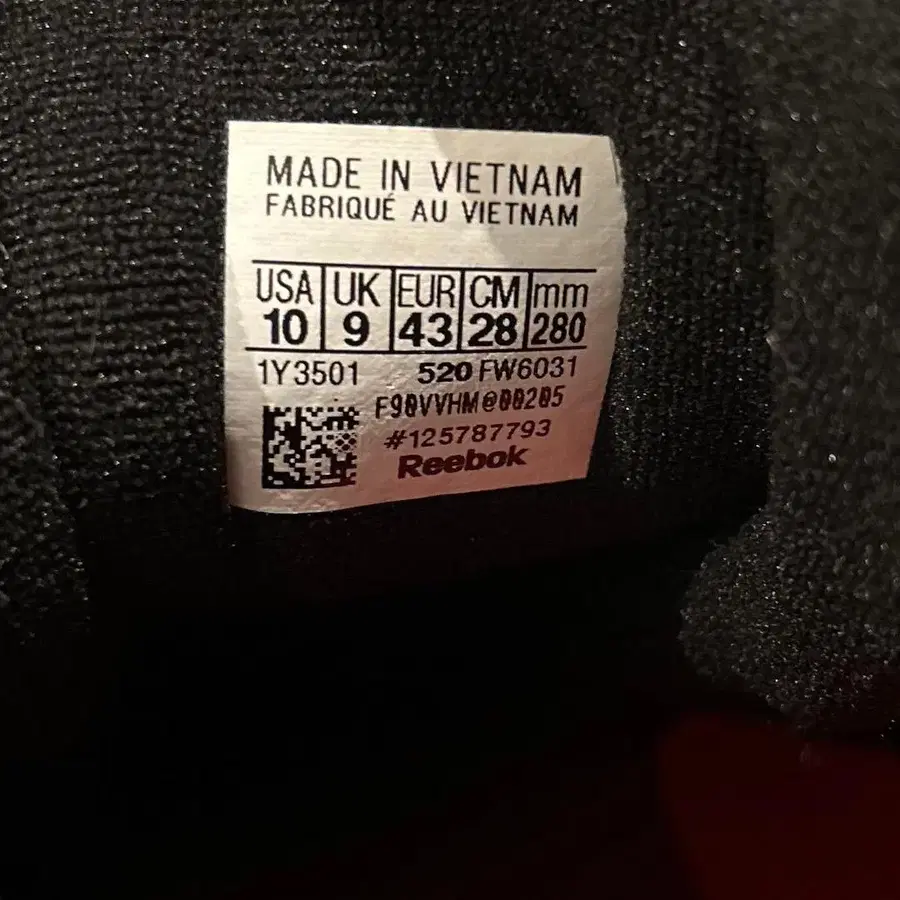 MADE IN VIETNAM
FABRIQUÉ AU VIETNAM
USA UK EUR CM mm
10 9 43 28 280
1Y3501 520 FW6031
F90VVHM@00205
#125787793
Reebok